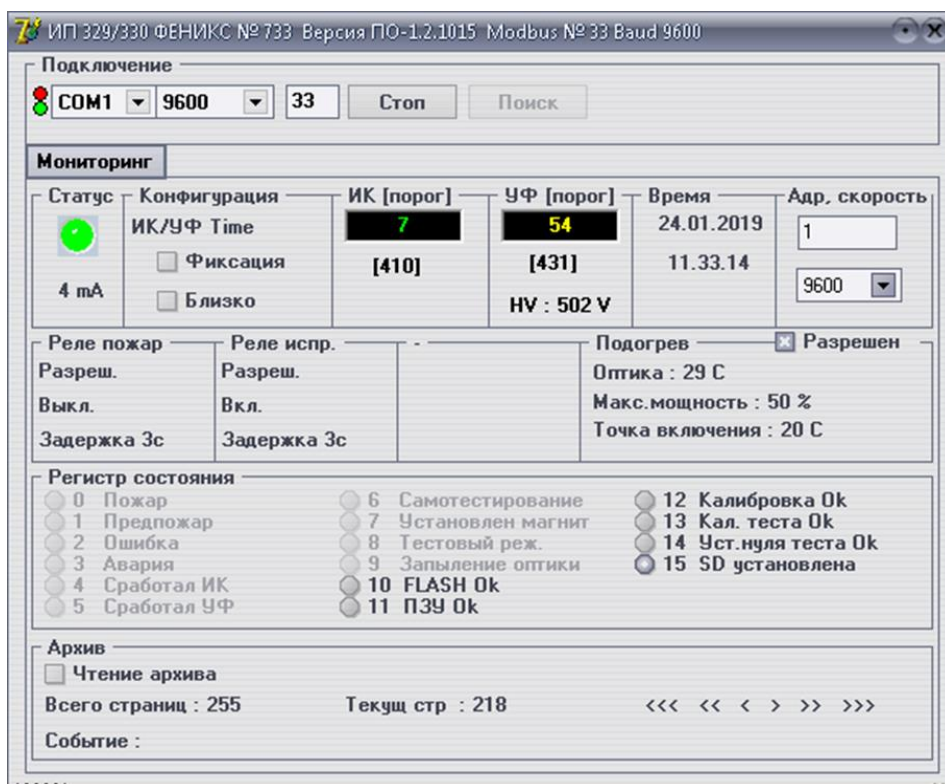 ИП 329/330 ФЕНИКС № 733 Версия ПО-1.2.1015 Modbus № 33 Baud 9600
Подключение
COM1 9600 33 Стоп Поиск
Мониторинг
Статус Конфигурация ИК [порог] УФ [порог] Время Адр, скорость
ИК/УФ Time 7 54 24.01.2019 1
Фиксация [410] [431] 11.33.14
4 mA Близко HV : 502 V 9600
Реле пожар Реле испр. - Подогрев Разрешен
Разреш. Разреш. Оптика : 29 C
Выкл. Вкл. Макс.мощность : 50 %
Задержка 3с Задержка 3с Точка включения : 20 C
Регистр состояния
0 Пожар 6 Самотестирование 12 Калибровка Ok
1 Предпожар 7 Установлен магнит 13 Кал. теста Ok
2 Ошибка 8 Тестовый реж. 14 Уст.нуля теста Ok
3 Авария 9 Запыление оптики 15 SD установлена
4 Сработал ИК 10 FLASH Ok
5 Сработал УФ 11 ПЗУ Ok
Архив
Чтение архива
Всего страниц : 255 Текущ стр : 218 <<< << < > >> >>>
Событие :